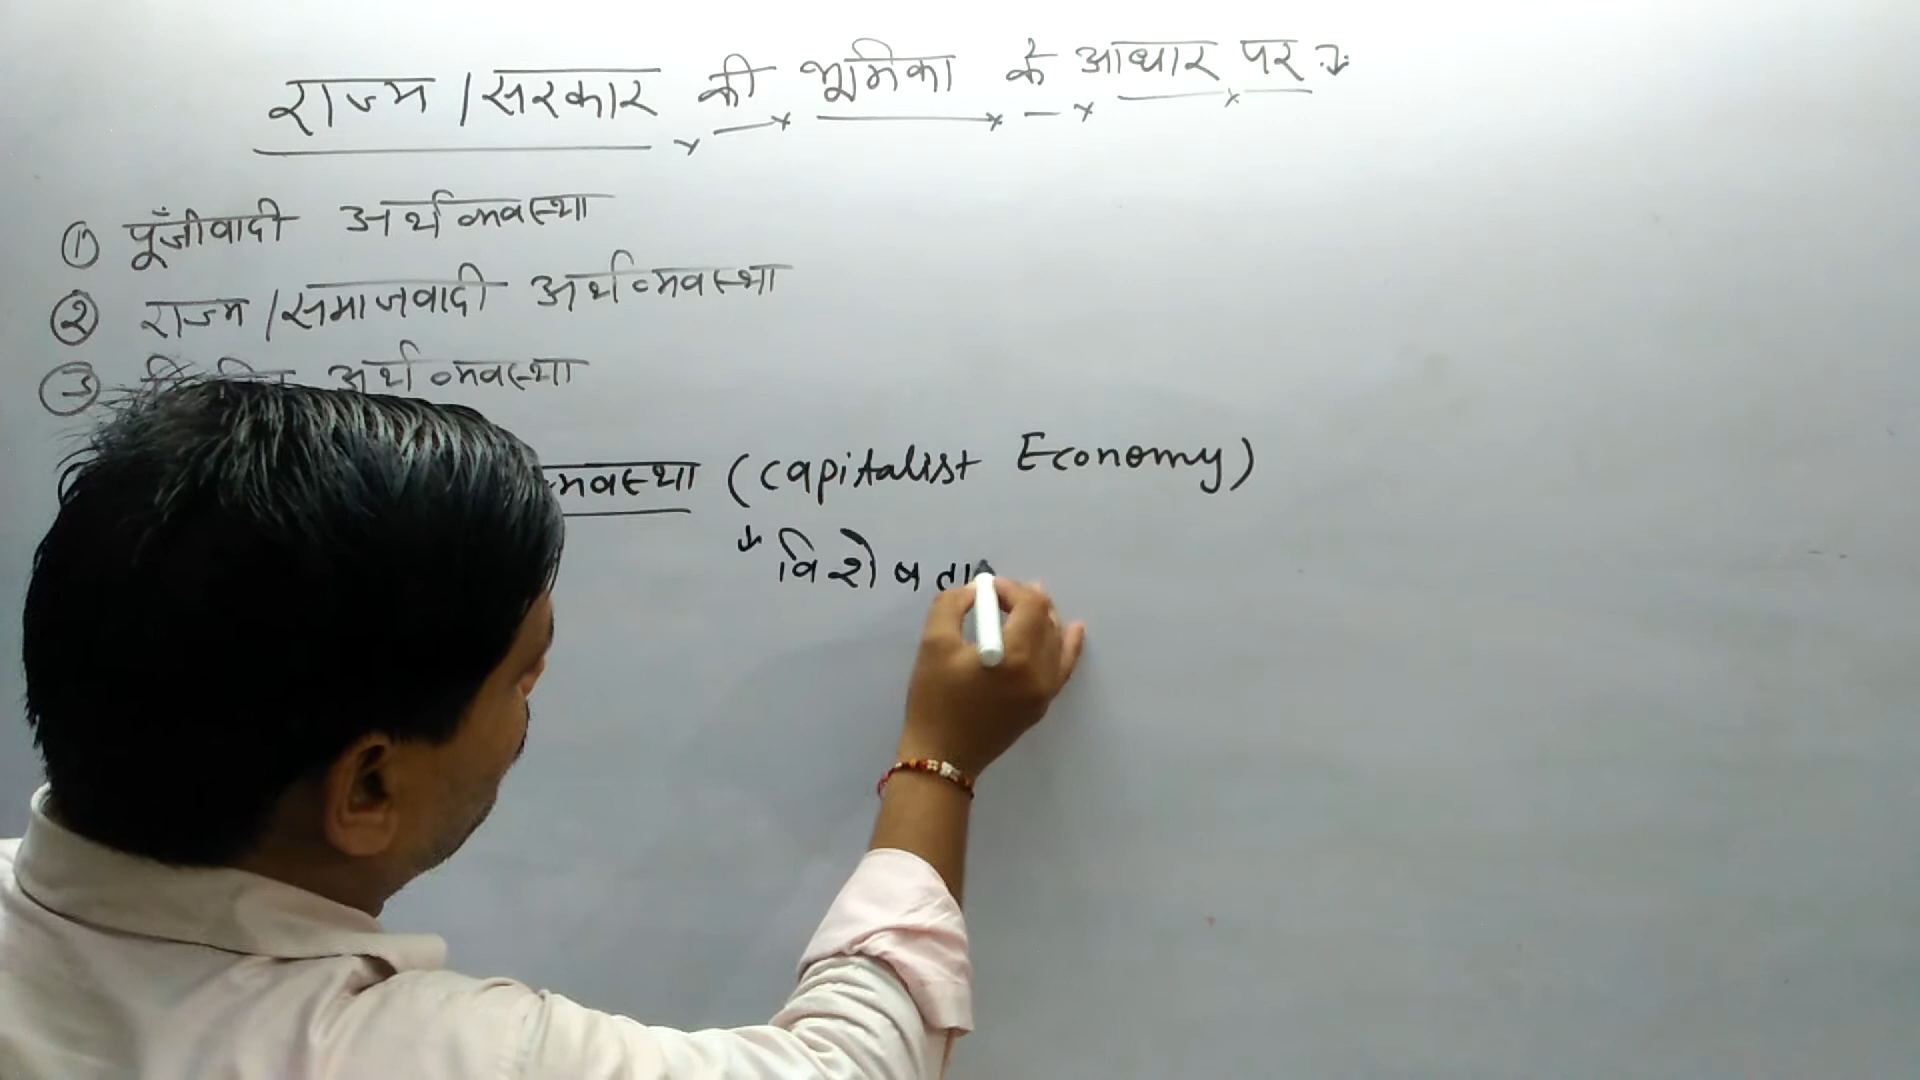 राज्य / सरकार की भूमिका के आधार पर :-
① पूँजीवादी अर्थव्यवस्था
② राज्य / समाजवादी अर्थव्यवस्था
③ अर्थव्यवस्था
(Capitalist Economy)
↓ विशेषता